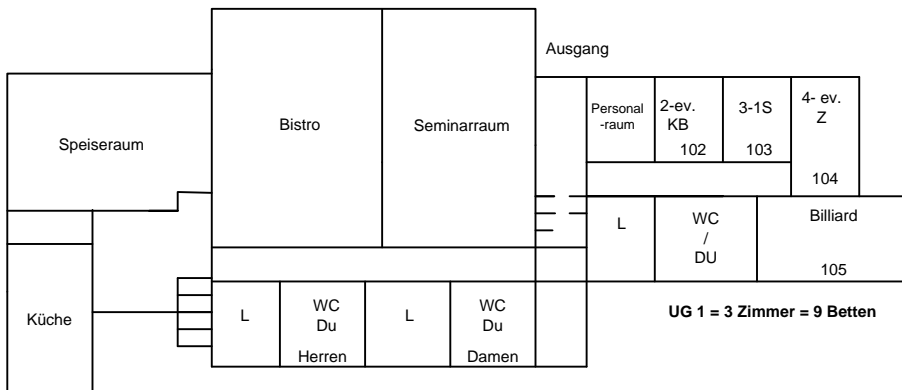 Ausgang
Speiseraum
Bistro
Seminarraum
Personal
-raum
2-ev.
KB
102
3-1S
103
4- ev.
Z
104
L
WC
/
DU
Billiard
105
Küche
L
WC
Du
Herren
L
WC
Du
Damen
UG 1 = 3 Zimmer = 9 Betten